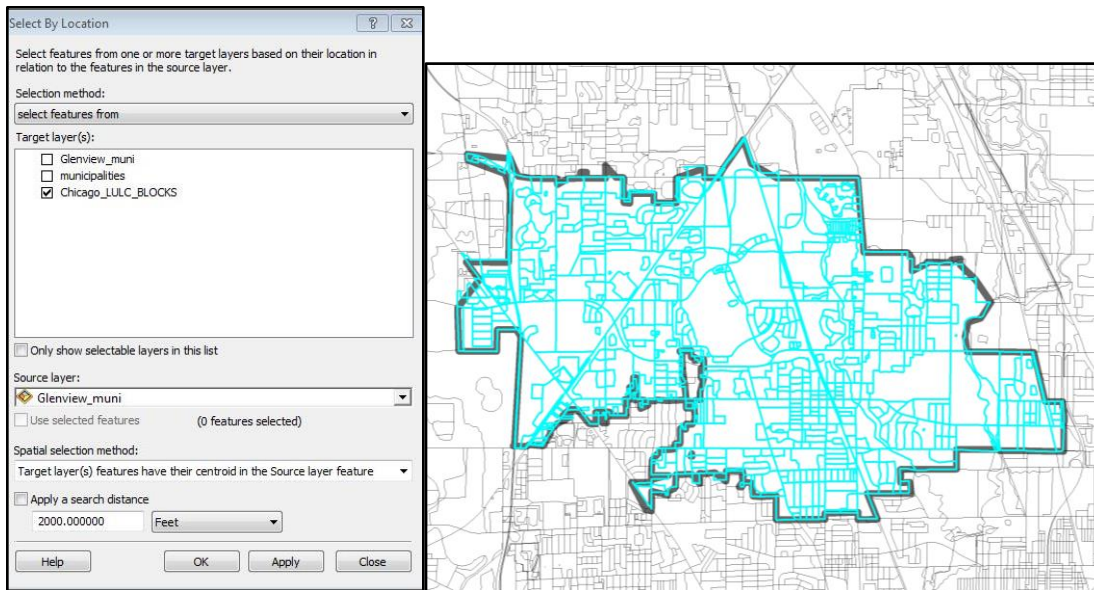 Select By Location
Select features from one or more target layers based on their location in
relation to the features in the source layer.
Selection method:
select features from
Target layer(s):
Glenview_muni
municipalities
Chicago_LULC_BLOCKS
Only show selectable layers in this list
Source layer:
Glenview_muni
Use selected features (0 features selected)
Spatial selection method:
Target layer(s) features have their centroid in the Source layer feature
Apply a search distance
2000.000000 Feet
Help OK Apply Close